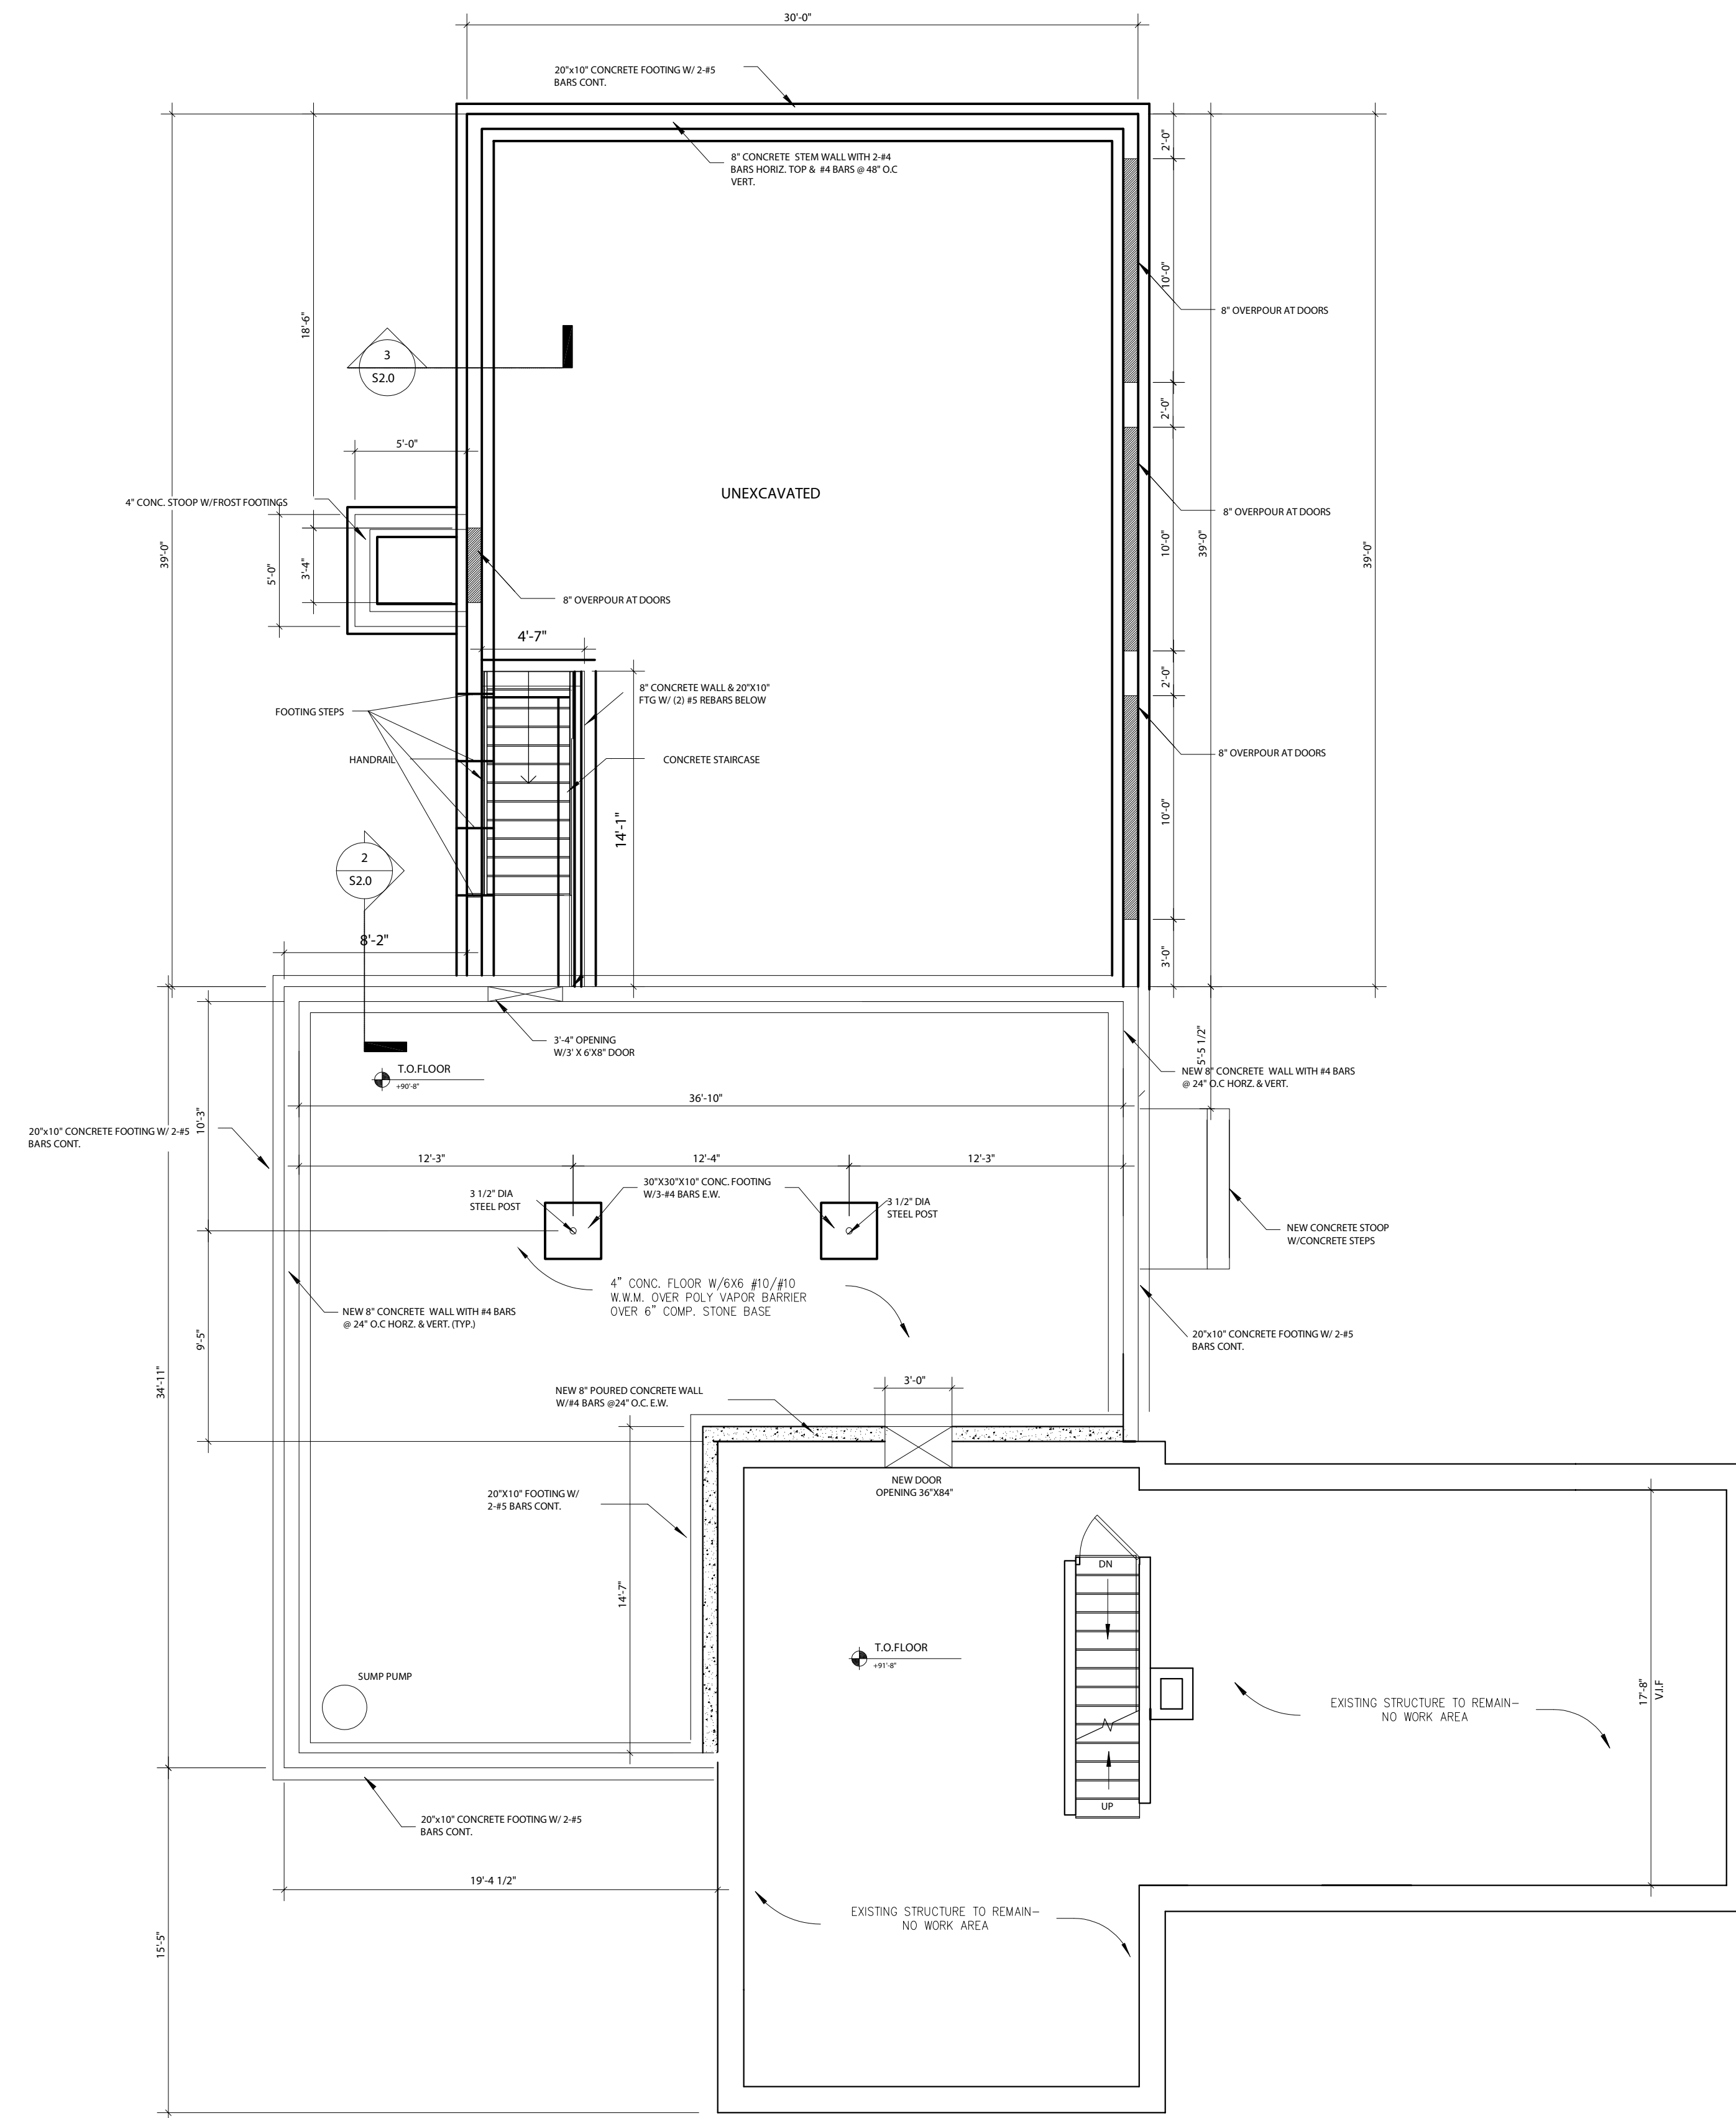 30'-0"
20"x10" CONCRETE FOOTING W/ 2-#5
BARS CONT.
8" CONCRETE STEM WALL WITH 2-#4
BARS HORIZ. TOP & #4 BARS @ 48" O.C
VERT.
2'-0"
10'-0"
8" OVERPOUR AT DOORS
18'-6"
3
S2.0
2'-0"
5'-0"
4" CONC. STOOP W/FROST FOOTINGS
UNEXCAVATED
8" OVERPOUR AT DOORS
39'-0"
5'-0"
3'-4"
10'-0"
39'-0"
39'-0"
8" OVERPOUR AT DOORS
4'-7"
2'-0"
8" CONCRETE WALL & 20"X10"
FTG W/ (2) #5 REBARS BELOW
FOOTING STEPS
HANDRAIL
CONCRETE STAIRCASE
8" OVERPOUR AT DOORS
14'-1"
10'-0"
2
S2.0
8'-2"
3'-0"
3'-4" OPENING
W/3' X 6'X8" DOOR
5'-5 1/2"
T.O.FLOOR
+90'-8"
NEW 8" CONCRETE WALL WITH #4 BARS
@ 24" O.C HORZ. & VERT.
36'-10"
10'-3"
20"x10" CONCRETE FOOTING W/ 2-#5
BARS CONT.
12'-3"
12'-4"
12'-3"
3 1/2" DIA
STEEL POST
30"X30"X10" CONC. FOOTING
W/3-#4 BARS E.W.
3 1/2" DIA
STEEL POST
NEW CONCRETE STOOP
W/CONCRETE STEPS
4" CONC. FLOOR W/6X6 #10/#10
W.W.M. OVER POLY VAPOR BARRIER
OVER 6" COMP. STONE BASE
NEW 8" CONCRETE WALL WITH #4 BARS
@ 24" O.C HORZ. & VERT. (TYP.)
9'-5"
20"x10" CONCRETE FOOTING W/ 2-#5
BARS CONT.
34'-11"
3'-0"
NEW 8" POURED CONCRETE WALL
W/#4 BARS @24" O.C. E.W.
NEW DOOR
OPENING 36"X84"
20"X10" FOOTING W/
2-#5 BARS CONT.
DN
14'-7"
T.O.FLOOR
+91'-8"
SUMP PUMP
17'-8"
V.I.F
EXISTING STRUCTURE TO REMAIN-
NO WORK AREA
UP
20"x10" CONCRETE FOOTING W/ 2-#5
BARS CONT.
19'-4 1/2"
EXISTING STRUCTURE TO REMAIN-
NO WORK AREA
15'-5"